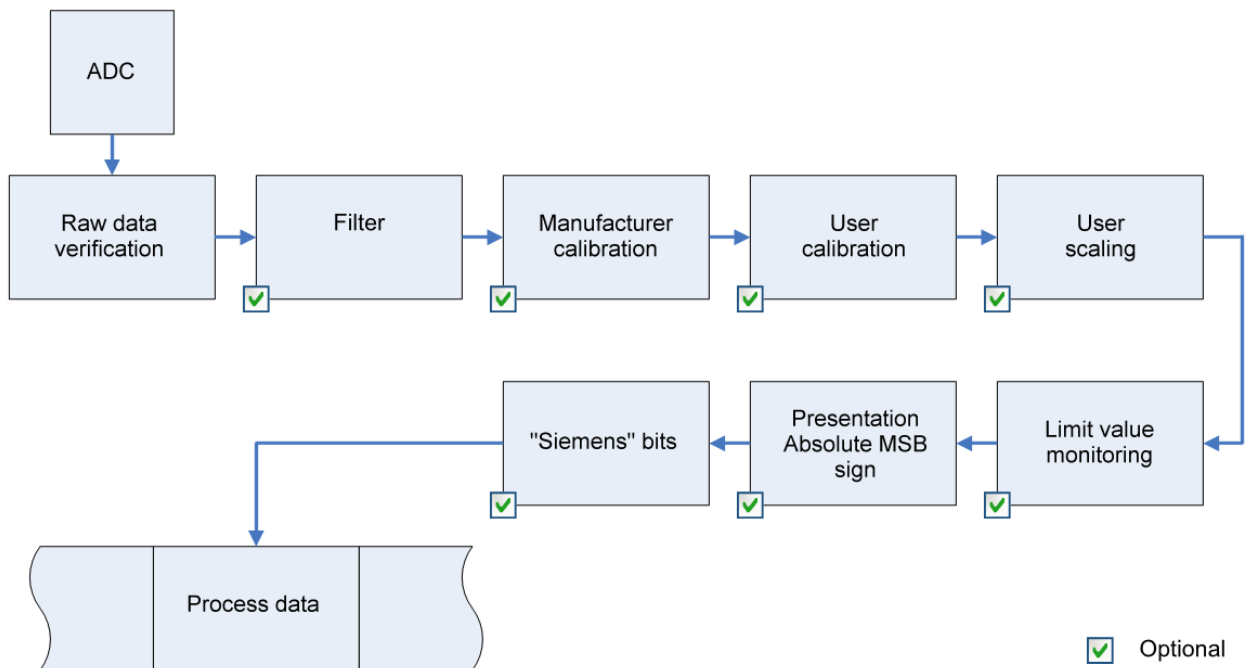 ADC
Raw data
verification
Filter
Manufacturer
calibration
User
calibration
User
scaling
"Siemens" bits
Presentation
Absolute MSB
sign
Limit value
monitoring
Process data
Optional